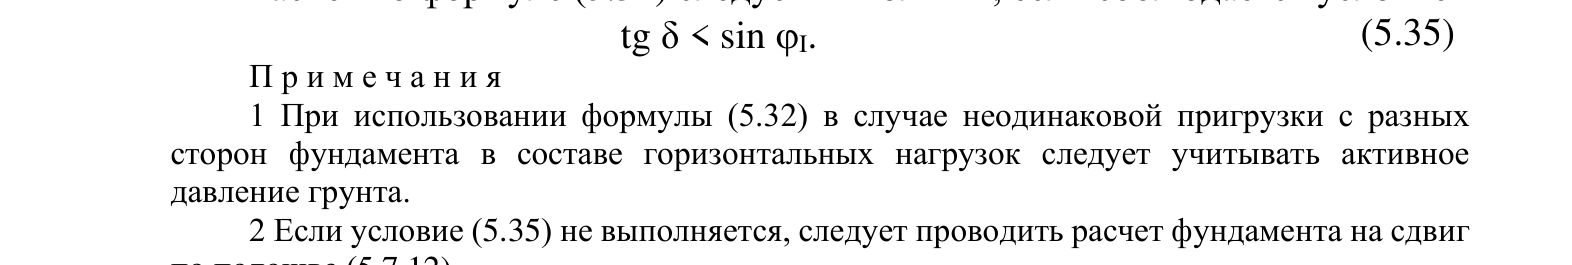 tg δ < sin φI. (5.35)
П р и м е ч а н и я
1 При использовании формулы (5.32) в случае неодинаковой пригрузки с разных
сторон фундамента в составе горизонтальных нагрузок следует учитывать активное
давление грунта.
2 Если условие (5.35) не выполняется, следует проводить расчет фундамента на сдвиг